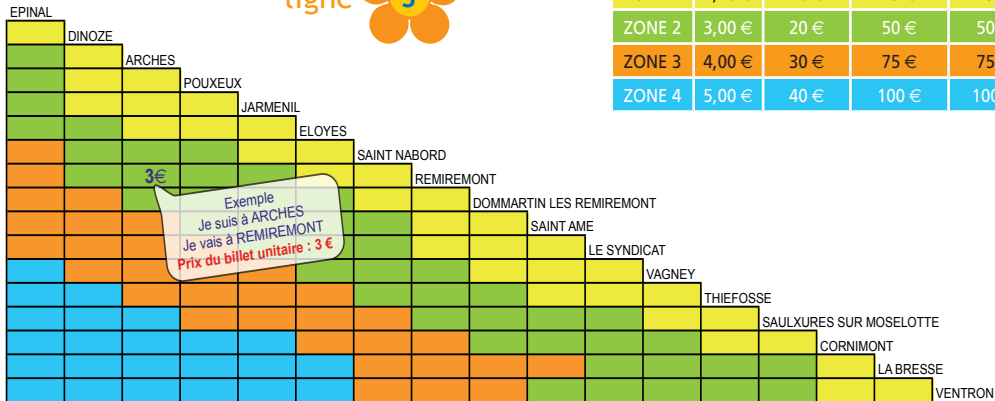 ligne
EPINAL
DINOZE
ARCHES
POUXEUX
JARMENIL
ELOYES
SAINT NABORD
REMIREMONT
DOMMARTIN LES REMIREMONT
SAINT AME
LE SYNDICAT
VAGNEY
THIEFOSSE
SAULXURES SUR MOSELOTTE
CORNIMONT
LA BRESSE
VENTRON
3€
Exemple
Je suis à ARCHES
Je vais à REMIREMONT
Prix du billet unitaire : 3 €
ZONE 2 3,00 € 20 € 50 € 50
ZONE 3 4,00 € 30 € 75 € 75
ZONE 4 5,00 € 40 € 100 € 100